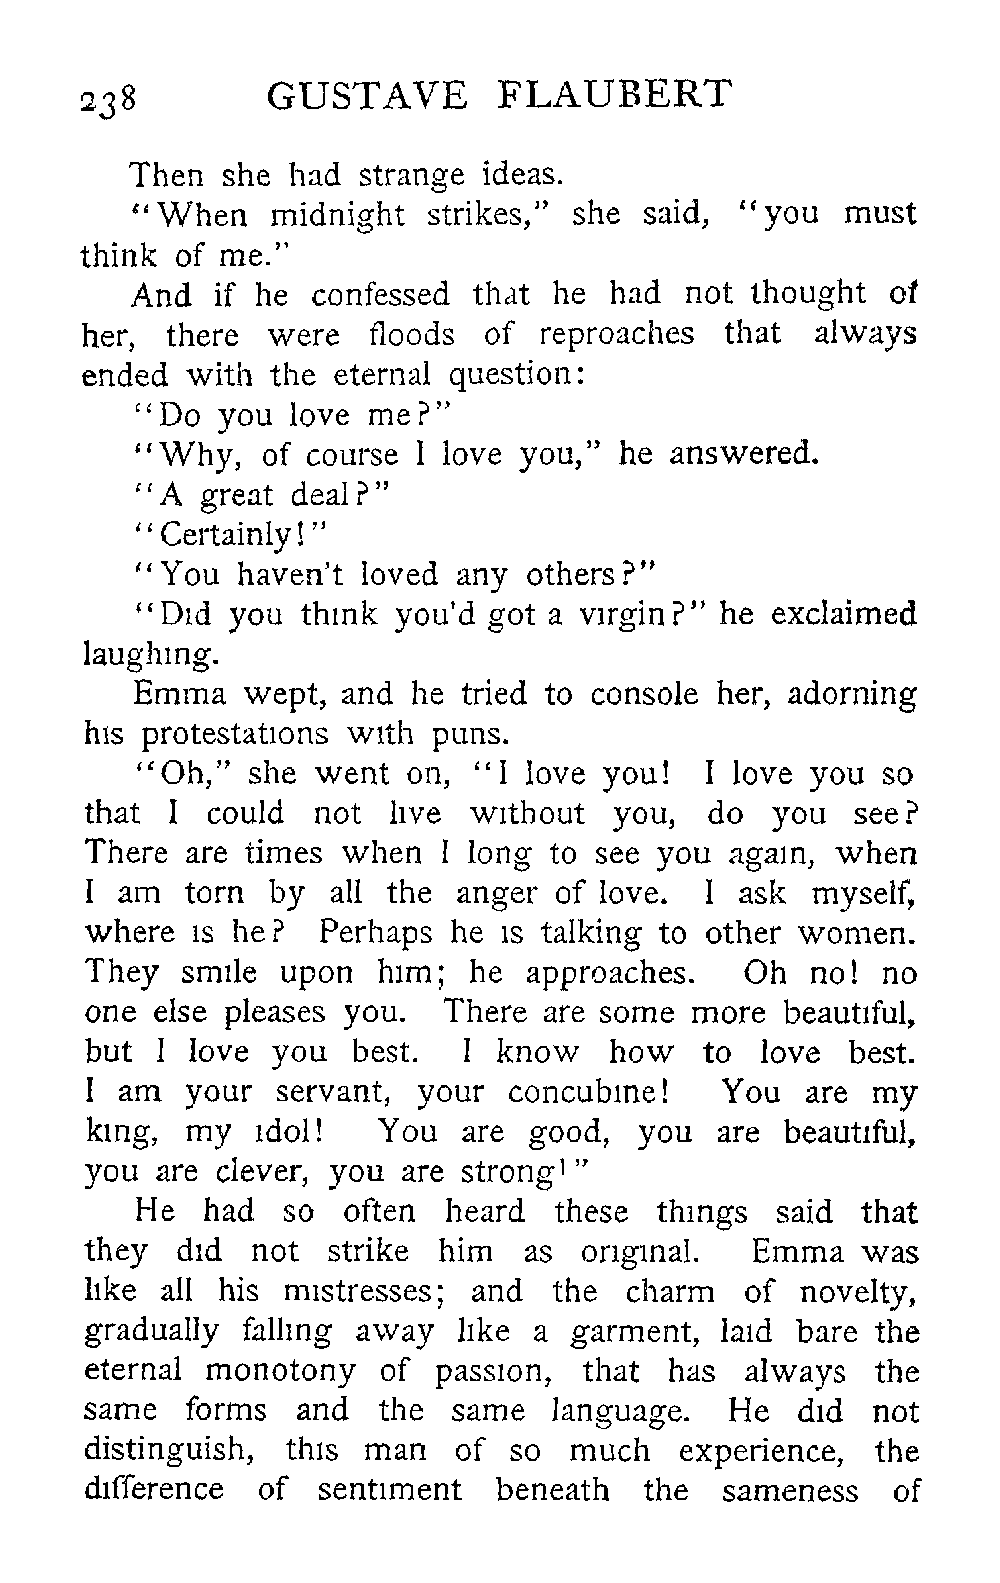 238 GUSTAVE FLAUBERT
Then she had strange ideas.
"When midnight strikes," she said, "you must
think of me."
And if he confessed that he had not thought of
her, there were floods of reproaches that always
ended with the eternal question:
"Do you love me?"
"Why, of course I love you," he answered.
"A great deal?"
"Certainly!"
"You haven't loved any others?"
"Did you think you'd got a virgin?" he exclaimed
laughing.
Emma wept, and he tried to console her, adorning
his protestations with puns.
"Oh," she went on, "I love you! I love you so
that I could not live without you, do you see?
There are times when I long to see you again, when
I am torn by all the anger of love. I ask myself,
where is he? Perhaps he is talking to other women.
They smile upon him; he approaches. Oh no! no
one else pleases you. There are some more beautiful,
but I love you best. I know how to love best.
I am your servant, your concubine! You are my
king, my idol! You are good, you are beautiful,
you are clever, you are strong!"
He had so often heard these things said that
they did not strike him as original. Emma was
like all his mistresses; and the charm of novelty,
gradually falling away like a garment, laid bare the
eternal monotony of passion, that has always the
same forms and the same language. He did not
distinguish, this man of so much experience, the
difference of sentiment beneath the sameness of